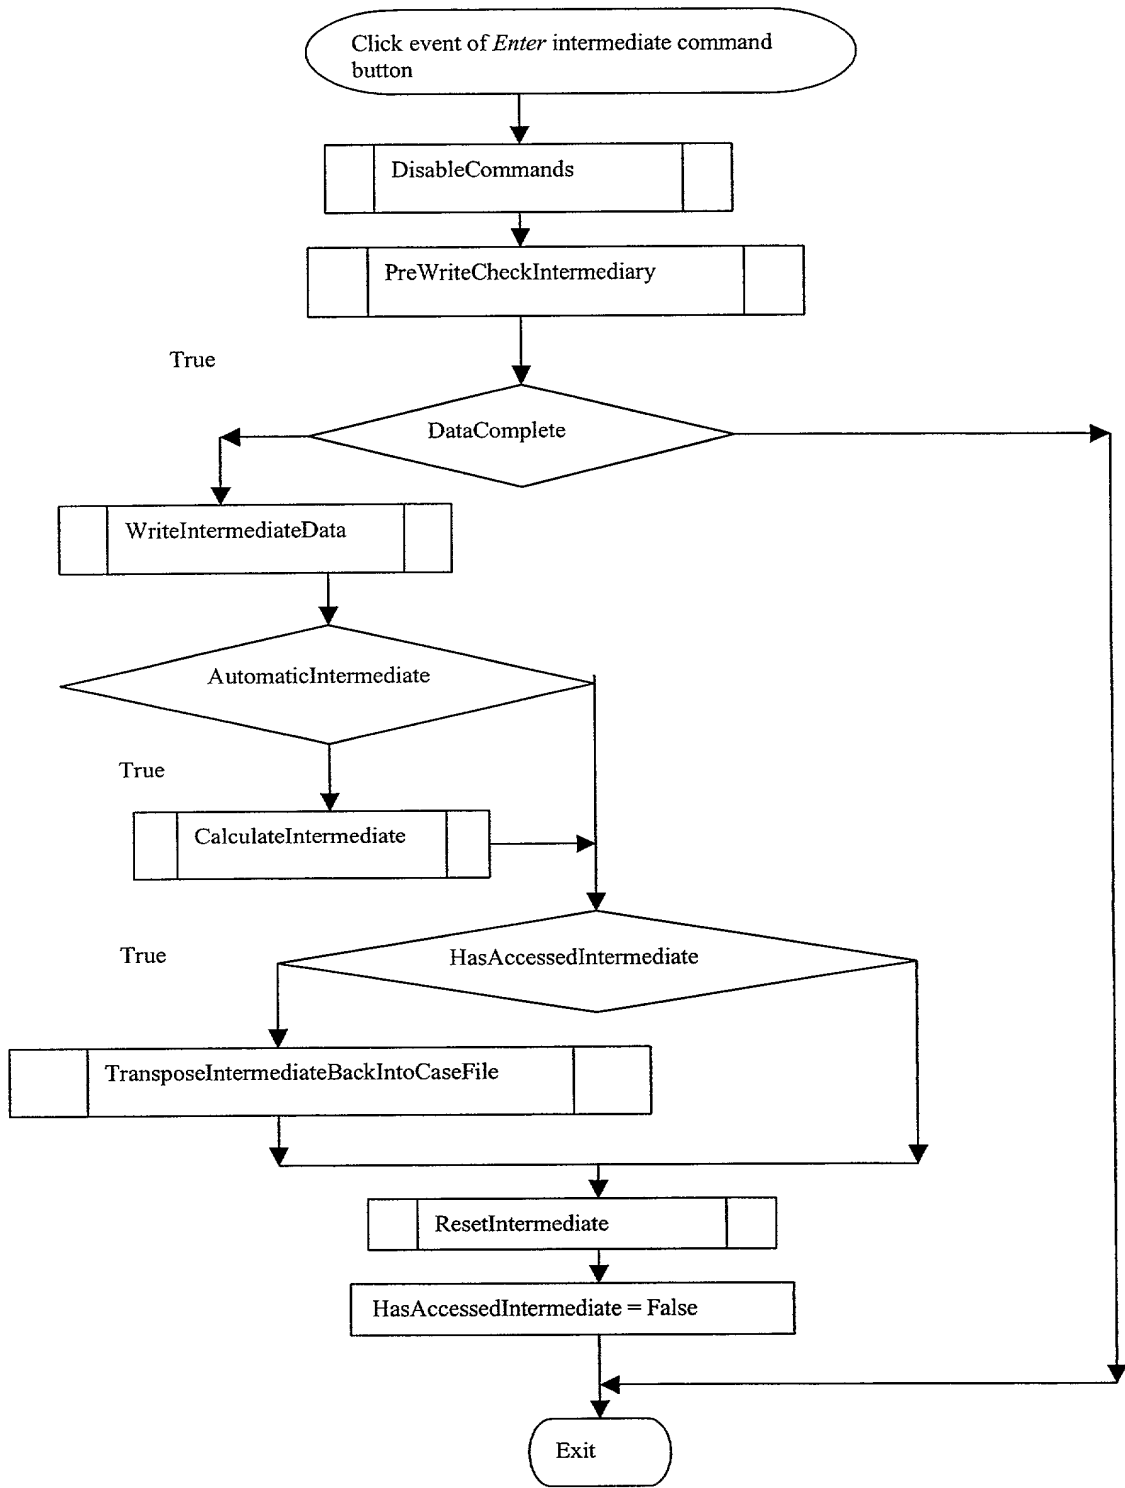 Click event of Enter intermediate command
button
DisableCommands
PreWriteCheckIntermediary
True
DataComplete
WriteIntermediateData
AutomaticIntermediate
True
CalculateIntermediate
True
HasAccessedIntermediate
TransposeIntermediateBackIntoCaseFile
ResetIntermediate
HasAccessedIntermediate = False
Exit